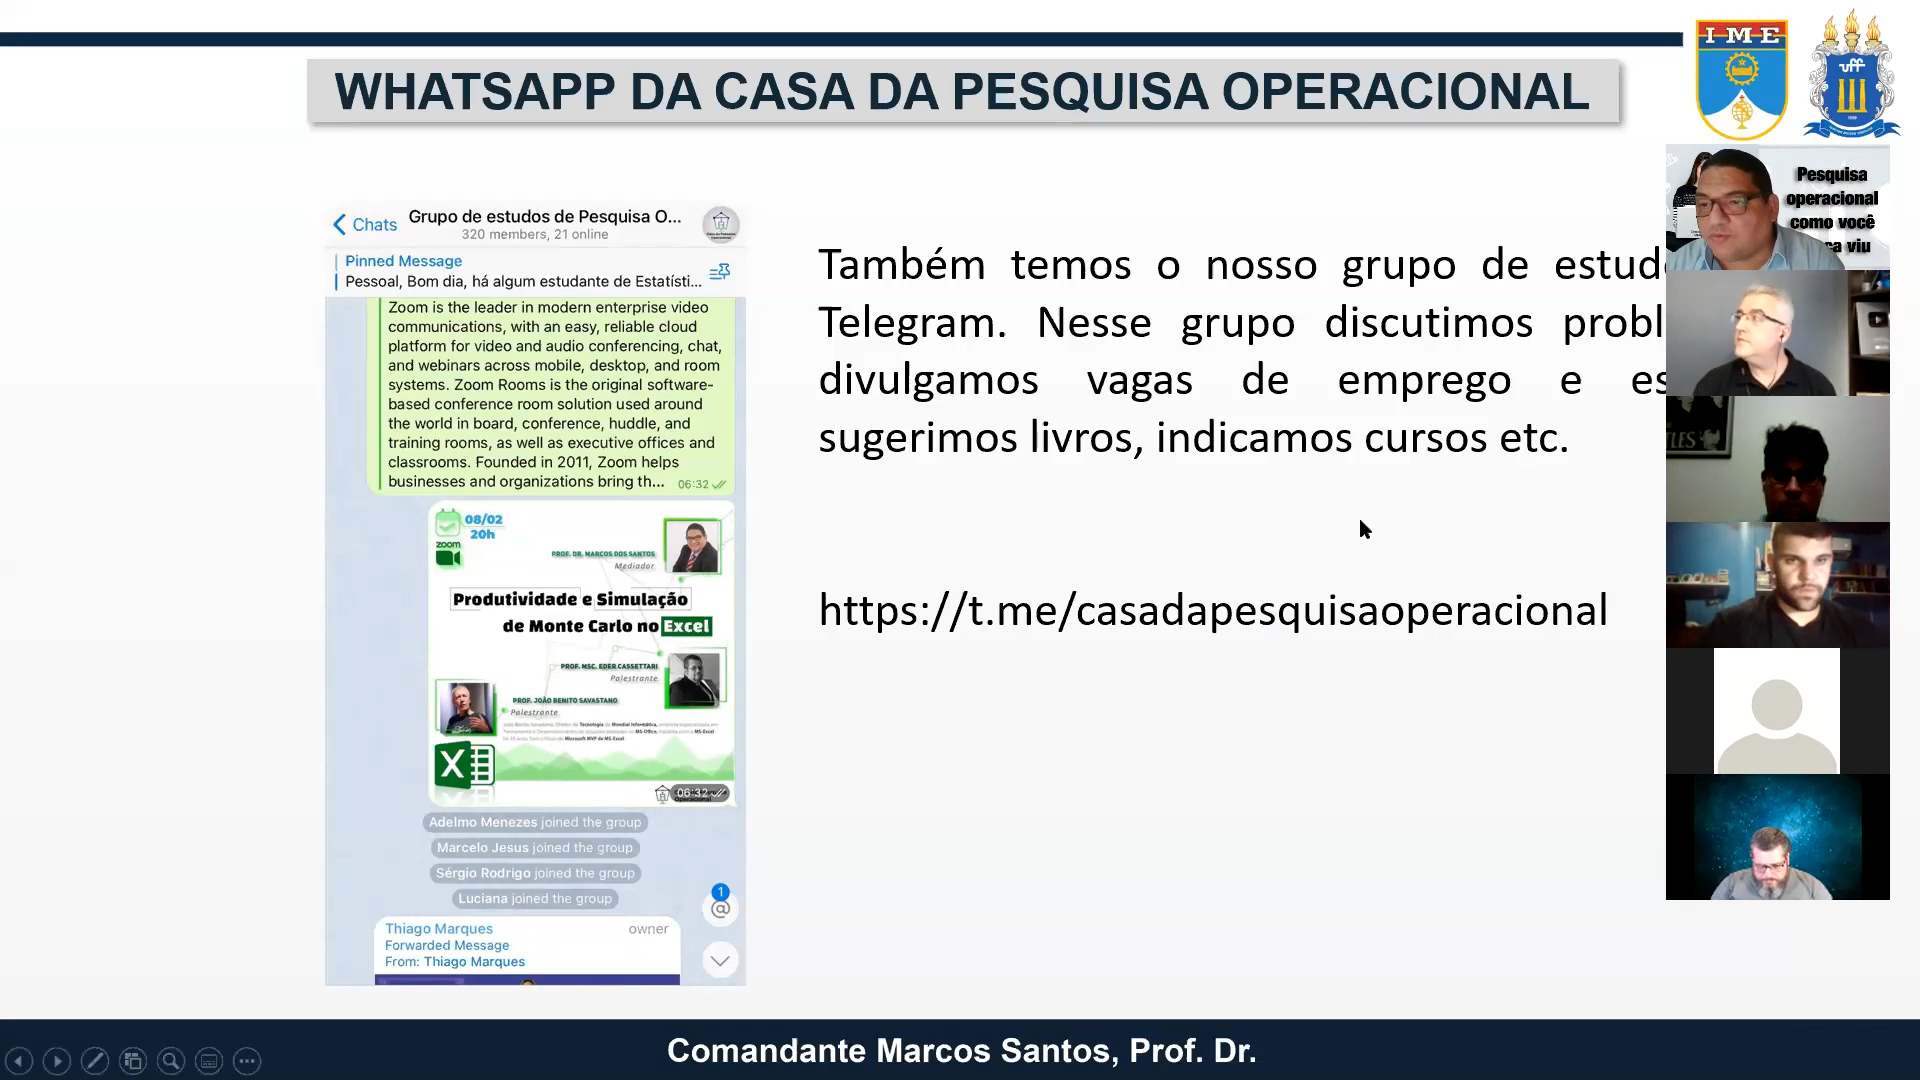 WHATSAPP DA CASA DA PESQUISA OPERACIONAL
IME
uff
Pesquisa
operacional
como você
ca viu
Chats
Grupo de estudos de Pesquisa O...
320 members, 21 online
Pinned Message
Pessoal, Bom dia, há algum estudante de Estatísti...
Zoom is the leader in modern enterprise video
communications, with an easy, reliable cloud
platform for video and audio conferencing, chat,
and webinars across mobile, desktop, and room
systems. Zoom Rooms is the original software-
based conference room solution used around
the world in board, conference, huddle, and
training rooms, as well as executive offices and
classrooms. Founded in 2011, Zoom helps
businesses and organizations bring th...
06:32
08/02
20h
zoom
PROF. DR. MARCOS DOS SANTOS
Mediador
Produtividade e Simulação
de Monte Carlo no Excel
PROF. MSC. EDER CASSETTARI
Palestrante
PROF. JOÃO BENITO SAVASTANO
Palestrante
X
06:32
Adelmo Menezes joined the group
Marcelo Jesus joined the group
Sérgio Rodrigo joined the group
Luciana joined the group
1
@
Thiago Marques
owner
Forwarded Message
From: Thiago Marques
Também temos o nosso grupo de estud
Telegram. Nesse grupo discutimos probl
divulgamos vagas de emprego e es
sugerimos livros, indicamos cursos etc.
https://t.me/casadapesquisaoperacional
Comandante Marcos Santos, Prof. Dr.